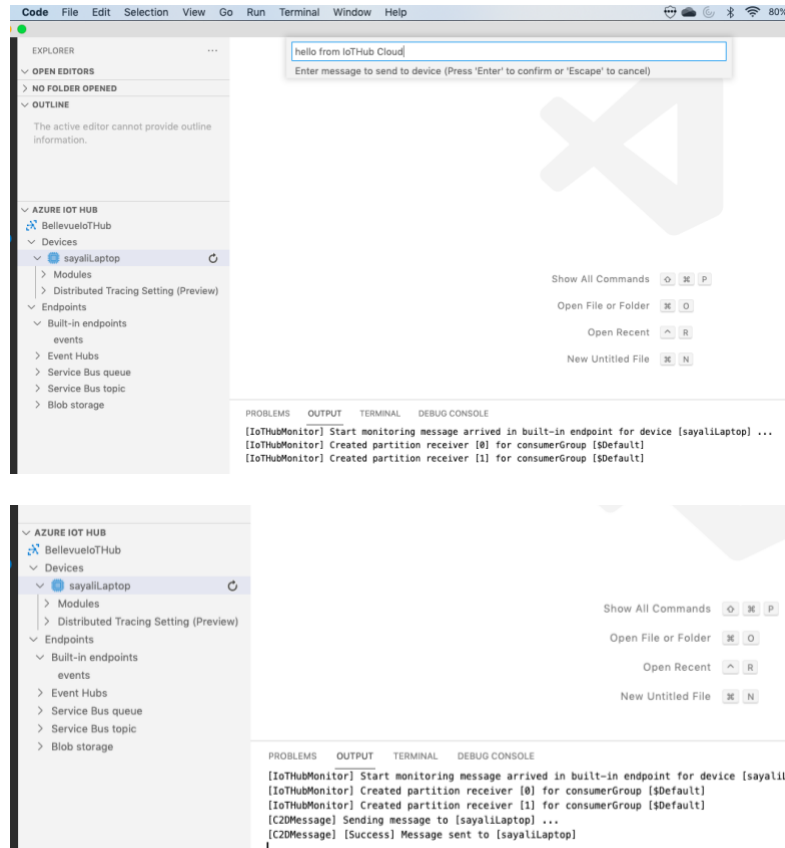 Code File Edit Selection View Go Run Terminal Window Help 80%
EXPLORER ...
OPEN EDITORS
NO FOLDER OPENED
OUTLINE
The active editor cannot provide outline
information.
AZURE IOT HUB
BellevueIoTHub
Devices
sayaliLaptop
Modules
Distributed Tracing Setting (Preview)
Endpoints
Built-in endpoints
events
Event Hubs
Service Bus queue
Service Bus topic
Blob storage
hello from IoTHub Cloud
Enter message to send to device (Press 'Enter' to confirm or 'Escape' to cancel)
Show All Commands ⇧ ⌘ P
Open File or Folder ⌘ O
Open Recent ^ R
New Untitled File ⌘ N
PROBLEMS OUTPUT TERMINAL DEBUG CONSOLE
[IoTHubMonitor] Start monitoring message arrived in built-in endpoint for device [sayaliLaptop] ...
[IoTHubMonitor] Created partition receiver [0] for consumerGroup [$Default]
[IoTHubMonitor] Created partition receiver [1] for consumerGroup [$Default]
AZURE IOT HUB
BellevueIoTHub
Devices
sayaliLaptop
Modules
Distributed Tracing Setting (Preview)
Endpoints
Built-in endpoints
events
Event Hubs
Service Bus queue
Service Bus topic
Blob storage
Show All Commands ⇧ ⌘ P
Open File or Folder ⌘ O
Open Recent ^ R
New Untitled File ⌘ N
PROBLEMS OUTPUT TERMINAL DEBUG CONSOLE
[IoTHubMonitor] Start monitoring message arrived in built-in endpoint for device [sayaliL
[IoTHubMonitor] Created partition receiver [0] for consumerGroup [$Default]
[IoTHubMonitor] Created partition receiver [1] for consumerGroup [$Default]
[C2DMessage] Sending message to [sayaliLaptop] ...
[C2DMessage] [Success] Message sent to [sayaliLaptop]